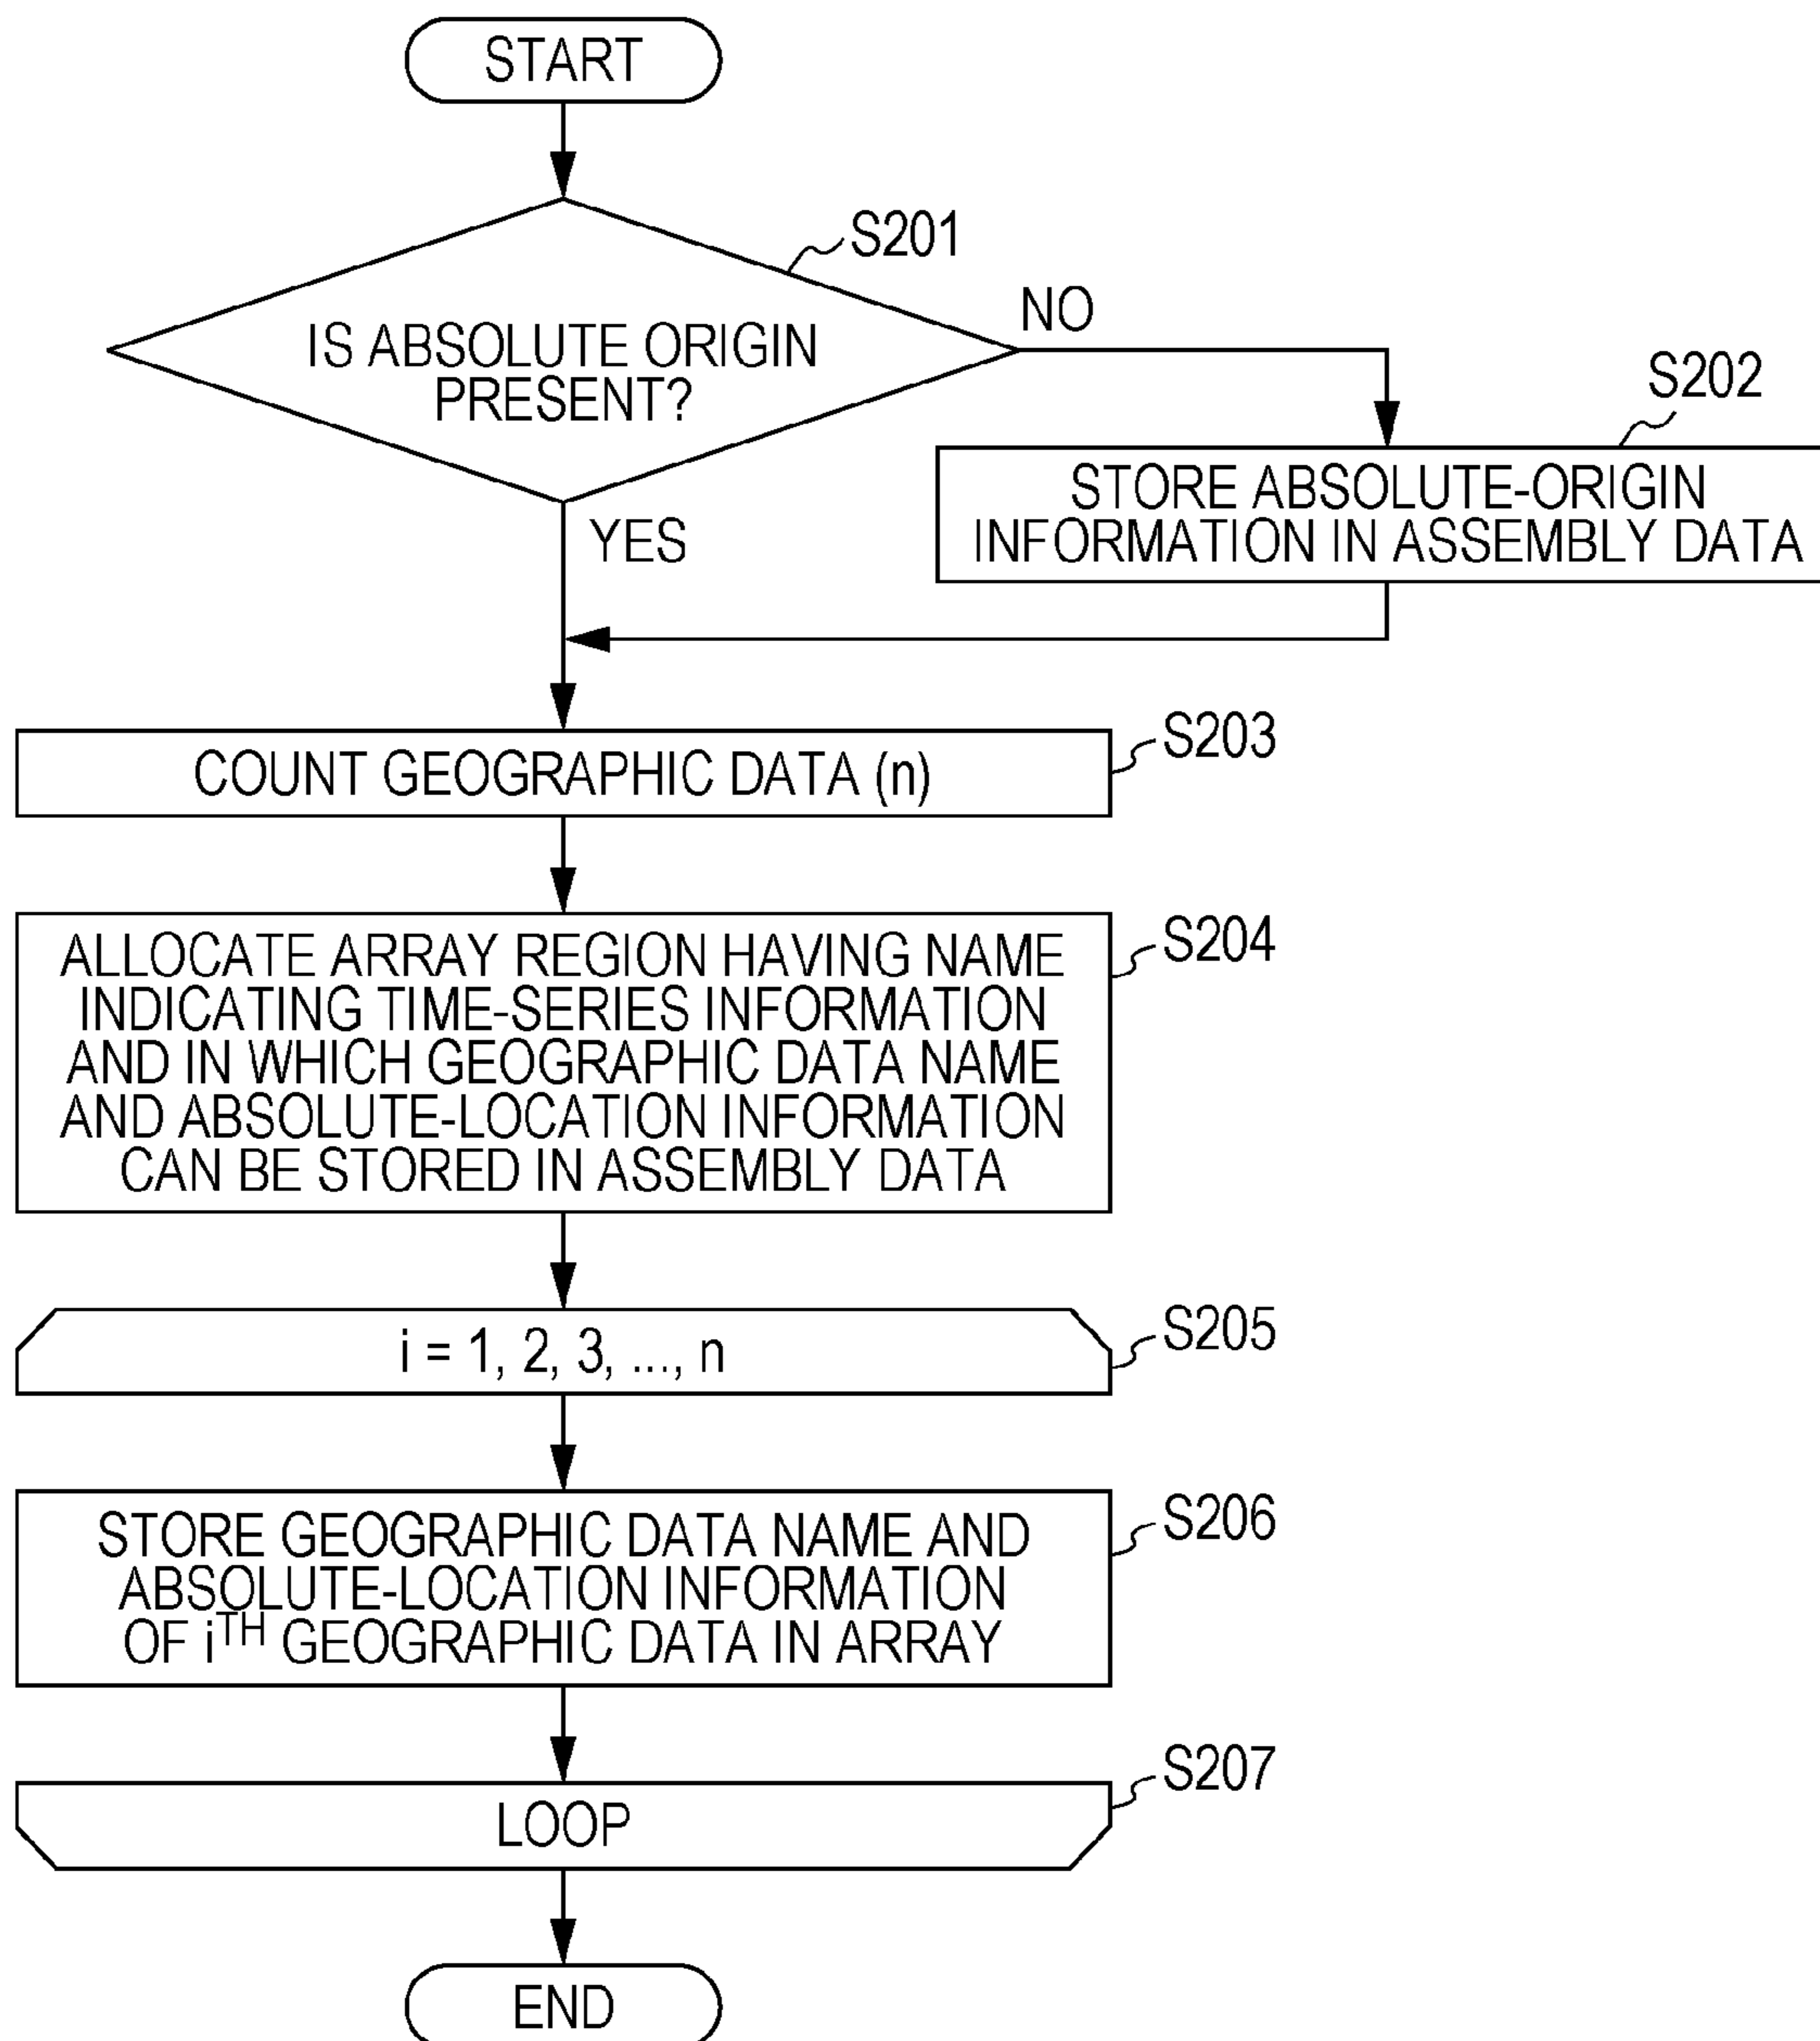 START
S201
IS ABSOLUTE ORIGIN
PRESENT?
NO
YES
S202
STORE ABSOLUTE-ORIGIN
INFORMATION IN ASSEMBLY DATA
S203
COUNT GEOGRAPHIC DATA (n)
S204
ALLOCATE ARRAY REGION HAVING NAME
INDICATING TIME-SERIES INFORMATION
AND IN WHICH GEOGRAPHIC DATA NAME
AND ABSOLUTE-LOCATION INFORMATION
CAN BE STORED IN ASSEMBLY DATA
S205
i = 1, 2, 3, ..., n
S206
STORE GEOGRAPHIC DATA NAME AND
ABSOLUTE-LOCATION INFORMATION
OF iTH GEOGRAPHIC DATA IN ARRAY
S207
LOOP
END